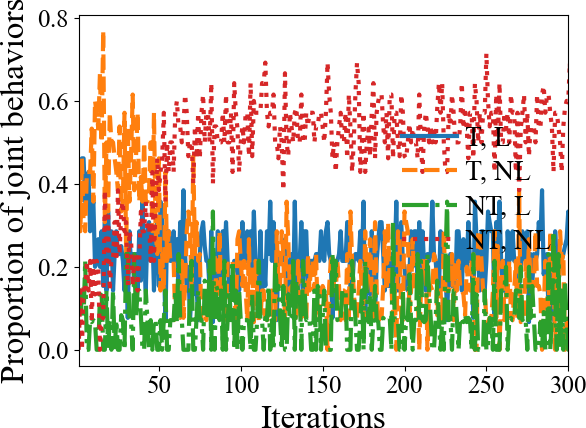 Proportion of joint behaviors
0.8
0.6
0.4
0.2
0.0
T, L
T, NL
NT, L
NT, NL
50
100
150
200
250
300
Iterations